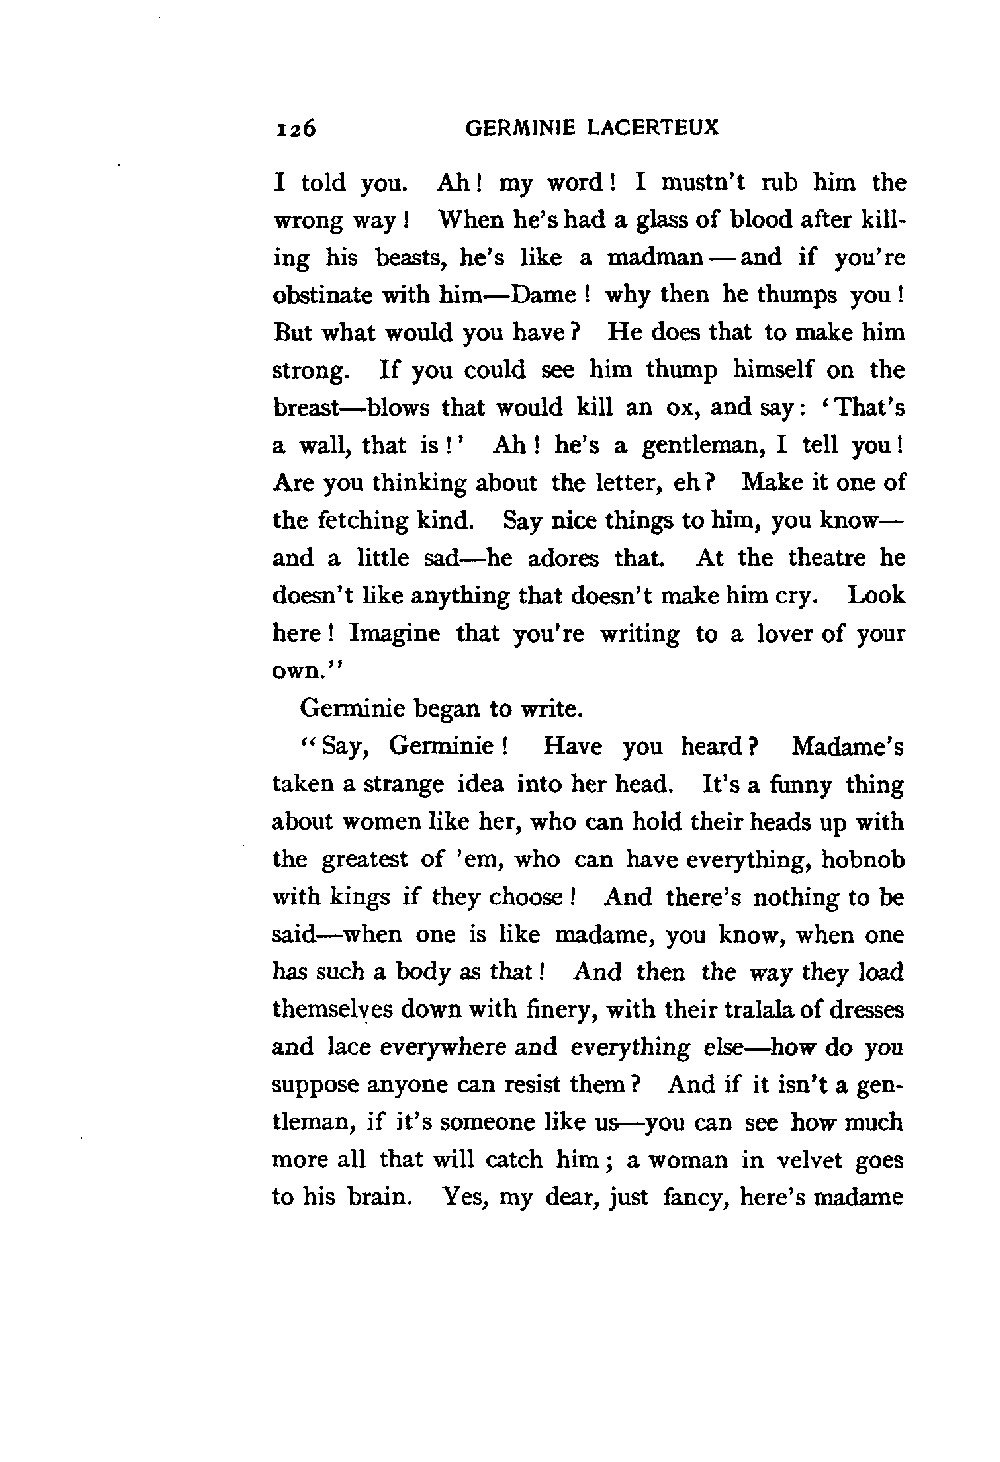 126 GERMINIE LACERTEUX
I told you. Ah! my word! I mustn't rub him the
wrong way! When he's had a glass of blood after kill-
ing his beasts, he's like a madman—and if you're
obstinate with him—Dame! why then he thumps you!
But what would you have? He does that to make him
strong. If you could see him thump himself on the
breast—blows that would kill an ox, and say: 'That's
a wall, that is!' Ah! he's a gentleman, I tell you!
Are you thinking about the letter, eh? Make it one of
the fetching kind. Say nice things to him, you know—
and a little sad—he adores that. At the theatre he
doesn't like anything that doesn't make him cry. Look
here! Imagine that you're writing to a lover of your
own."
Germinie began to write.
"Say, Germinie! Have you heard? Madame's
taken a strange idea into her head. It's a funny thing
about women like her, who can hold their heads up with
the greatest of 'em, who can have everything, hobnob
with kings if they choose! And there's nothing to be
said—when one is like madame, you know, when one
has such a body as that! And then the way they load
themselves down with finery, with their tralala of dresses
and lace everywhere and everything else—how do you
suppose anyone can resist them? And if it isn't a gen-
tleman, if it's someone like us—you can see how much
more all that will catch him; a woman in velvet goes
to his brain. Yes, my dear, just fancy, here's madame